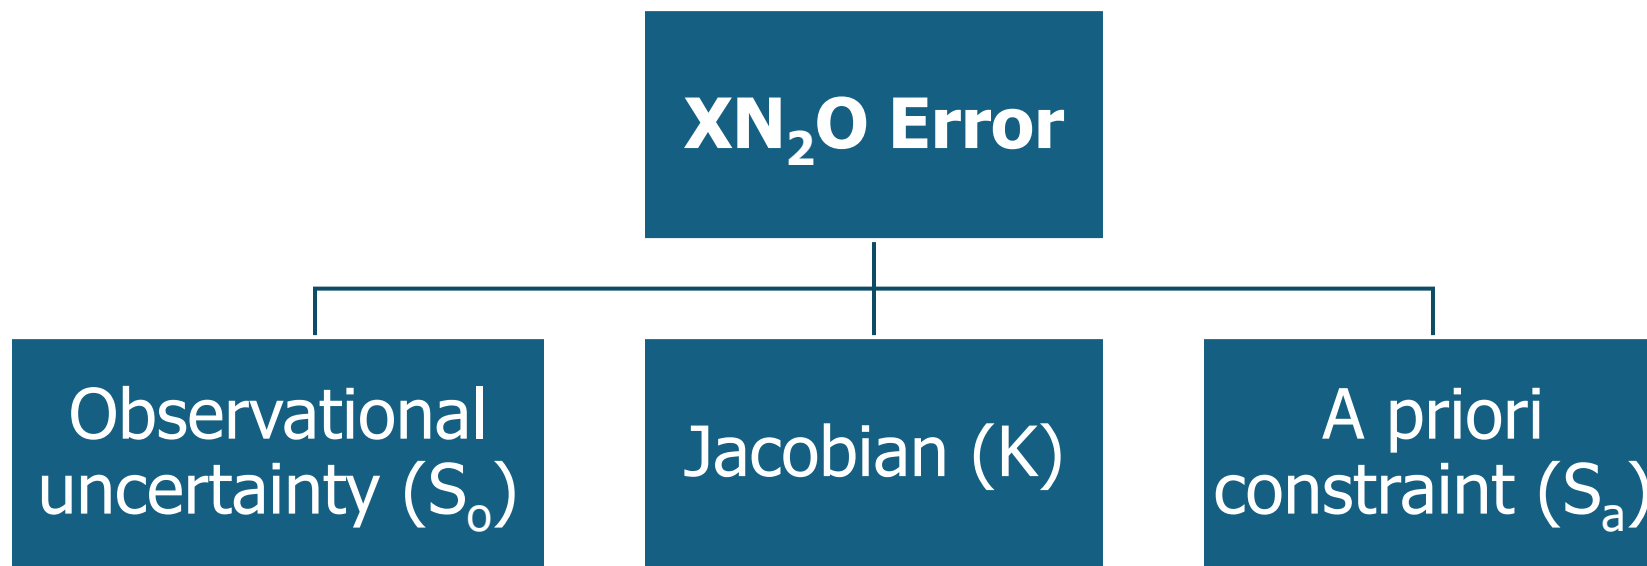 XN₂O Error
Observational
uncertainty (Sₒ)
Jacobian (K)
A priori
constraint (Sₐ)